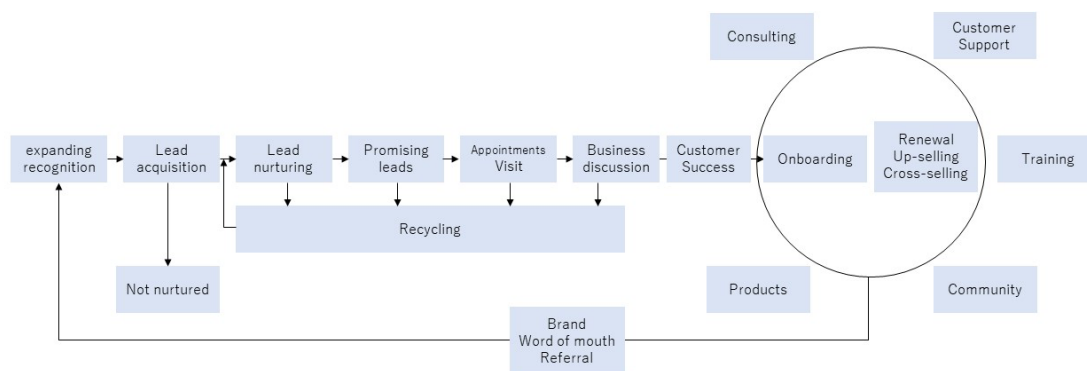 Consulting
Customer
Support
expanding
recognition
Lead
acquisition
Lead
nurturing
Promising
leads
Appointments
Visit
Business
discussion
Customer
Success
Onboarding
Renewal
Up-selling
Cross-selling
Training
Recycling
Not nurtured
Products
Community
Brand
Word of mouth
Referral